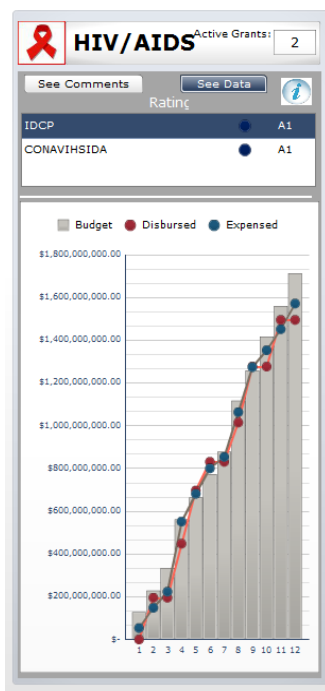 HIV/AIDS
Active Grants:
2
See Comments
See Data
i
Rating
IDCP A1
CONAVIHSIDA A1
Budget Disbursed Expensed
$1,800,000,000.00
$1,600,000,000.00
$1,400,000,000.00
$1,200,000,000.00
$1,000,000,000.00
$800,000,000.00
$600,000,000.00
$400,000,000.00
$200,000,000.00
$-
1 2 3 4 5 6 7 8 9 10 11 12